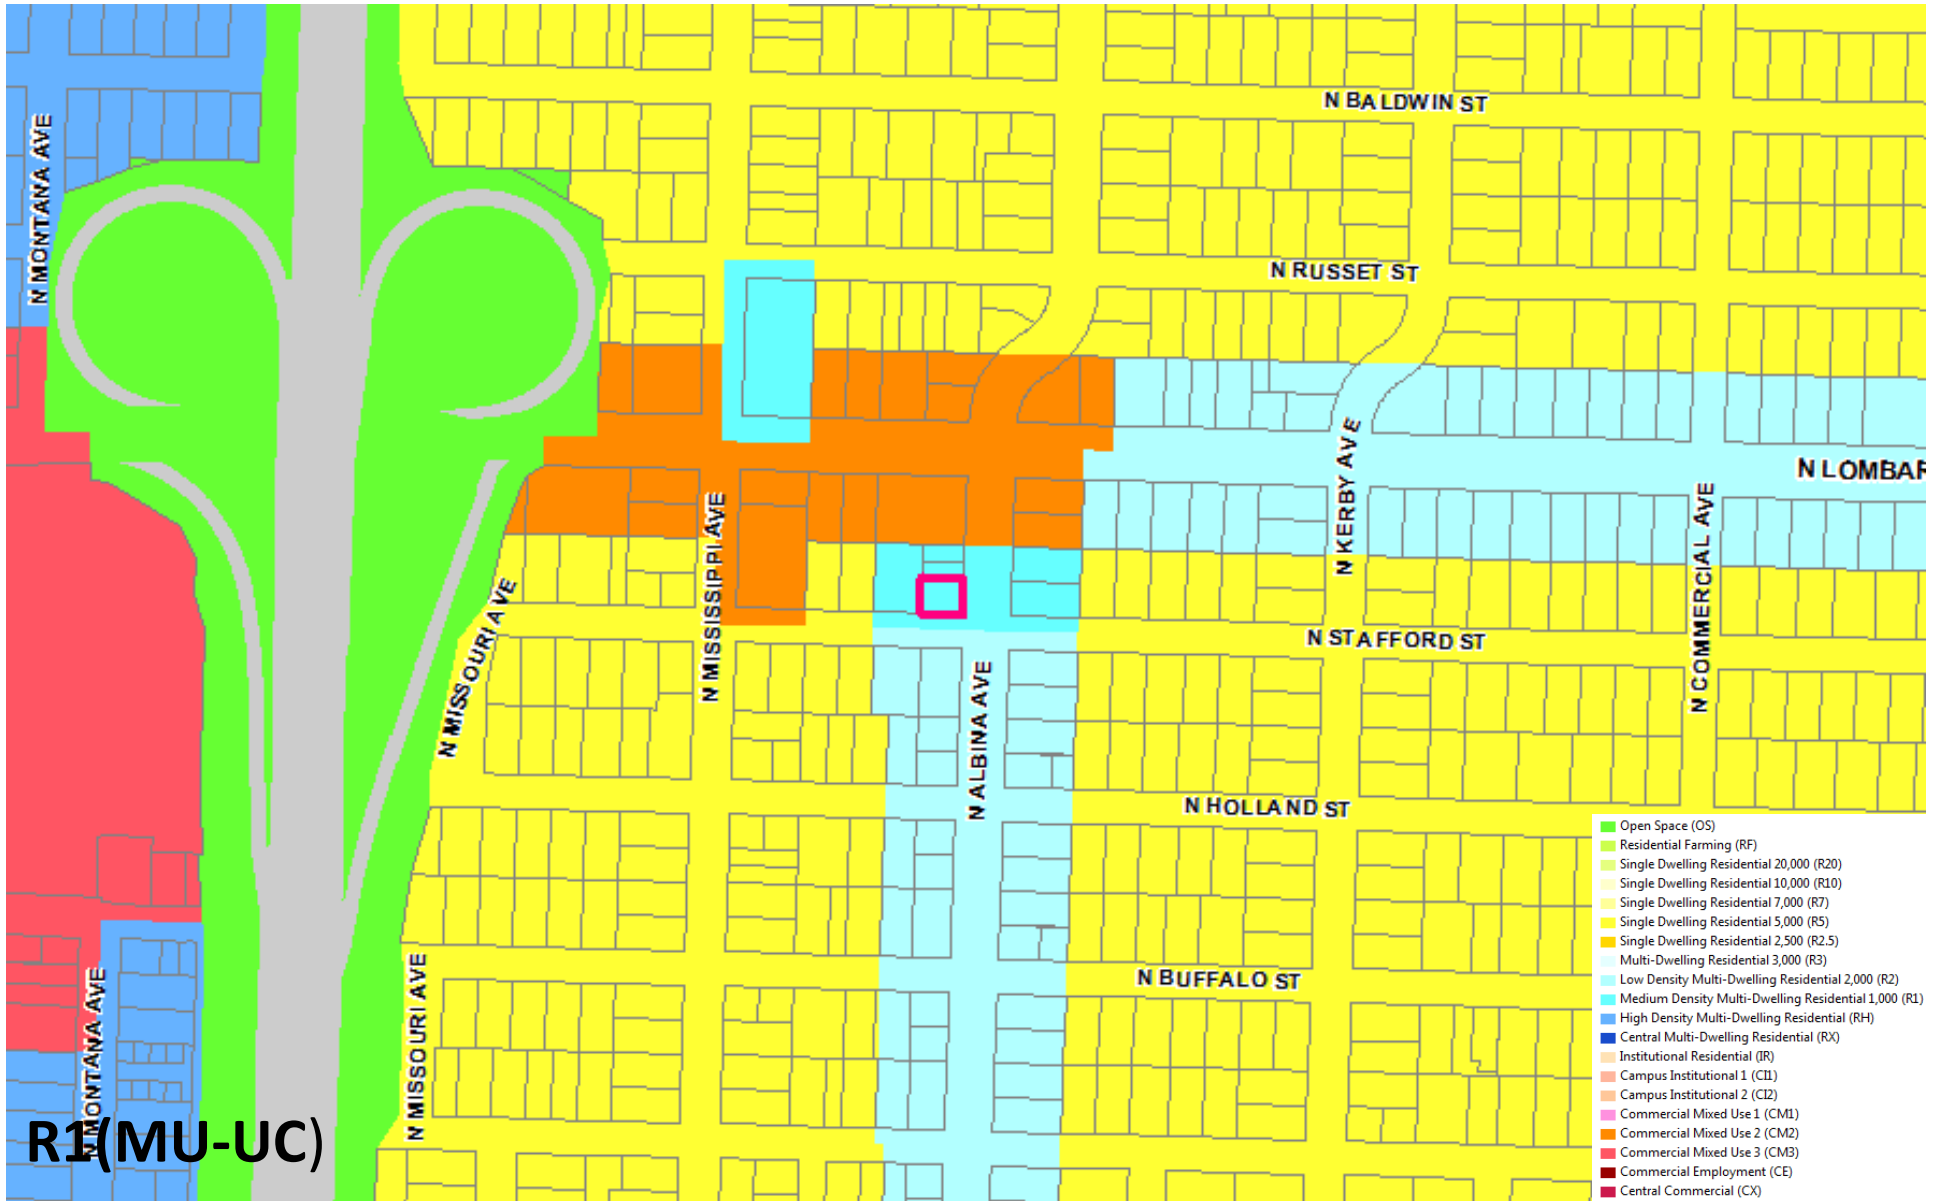 N BALDWIN ST
N MONTANA AVE
N RUSSET ST
N LOMBAR
N KERBY AVE
N MISSISSIPPI AVE
N COMMERCIAL AVE
N MISSOURI AVE
N STAFFORD ST
N ALBINA AVE
N HOLLAND ST
N BUFFALO ST
N MISSOURI AVE
N MONTANA AVE
R1(MU-UC)
Open Space (OS)
Residential Farming (RF)
Single Dwelling Residential 20,000 (R20)
Single Dwelling Residential 10,000 (R10)
Single Dwelling Residential 7,000 (R7)
Single Dwelling Residential 5,000 (R5)
Single Dwelling Residential 2,500 (R2.5)
Multi-Dwelling Residential 3,000 (R3)
Low Density Multi-Dwelling Residential 2,000 (R2)
Medium Density Multi-Dwelling Residential 1,000 (R1)
High Density Multi-Dwelling Residential (RH)
Central Multi-Dwelling Residential (RX)
Institutional Residential (IR)
Campus Institutional 1 (CI1)
Campus Institutional 2 (CI2)
Commercial Mixed Use 1 (CM1)
Commercial Mixed Use 2 (CM2)
Commercial Mixed Use 3 (CM3)
Commercial Employment (CE)
Central Commercial (CX)